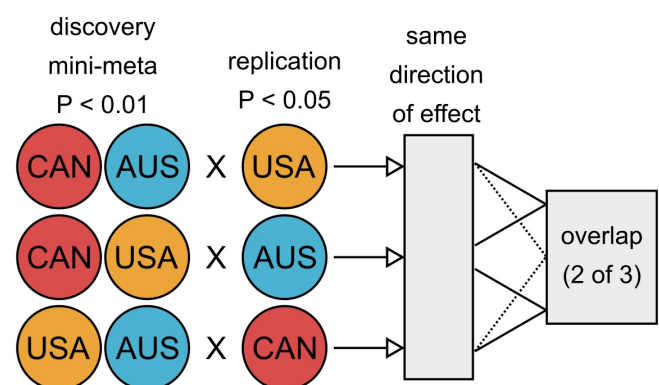 discovery
mini-meta
P < 0.01
replication
P < 0.05
same
direction
of effect
CAN AUS X USA
CAN USA X AUS
USA AUS X CAN
overlap
(2 of 3)